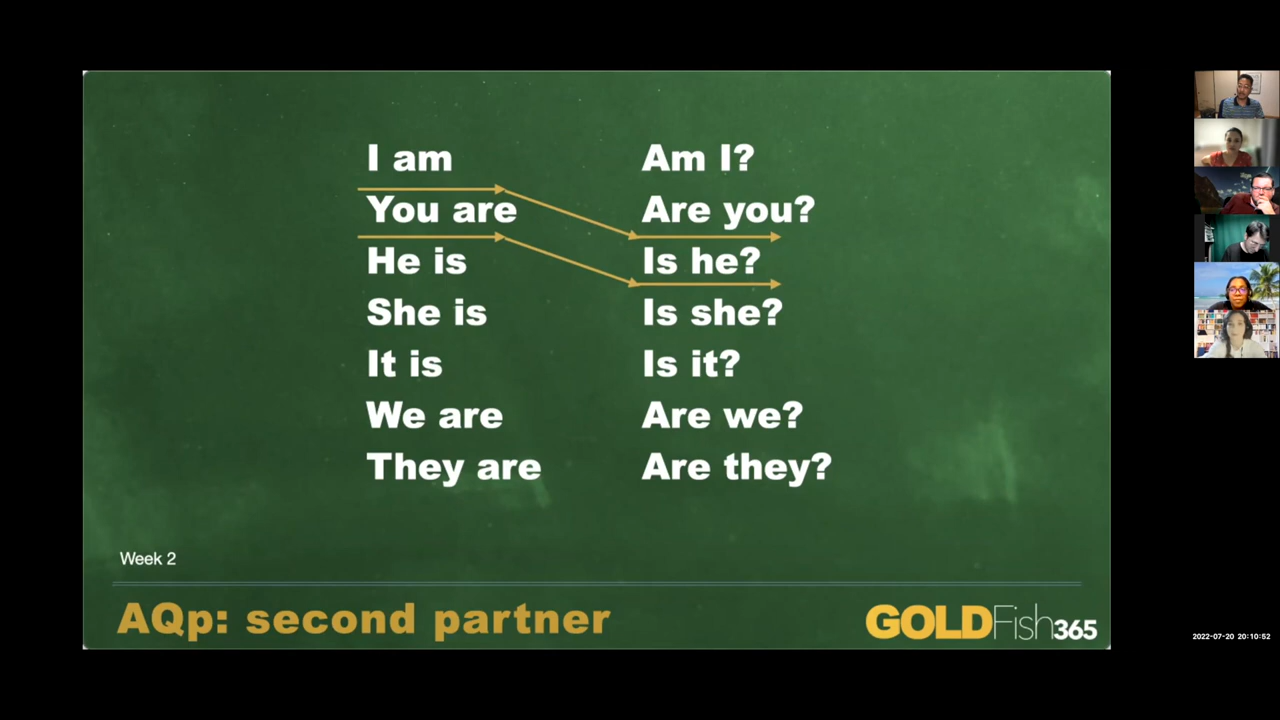 I am Am I?
You are Are you?
He is Is he?
She is Is she?
It is Is it?
We are Are we?
They are Are they?
Week 2
AQp: second partner
GOLDFish365
2022-07-20 20:10:52